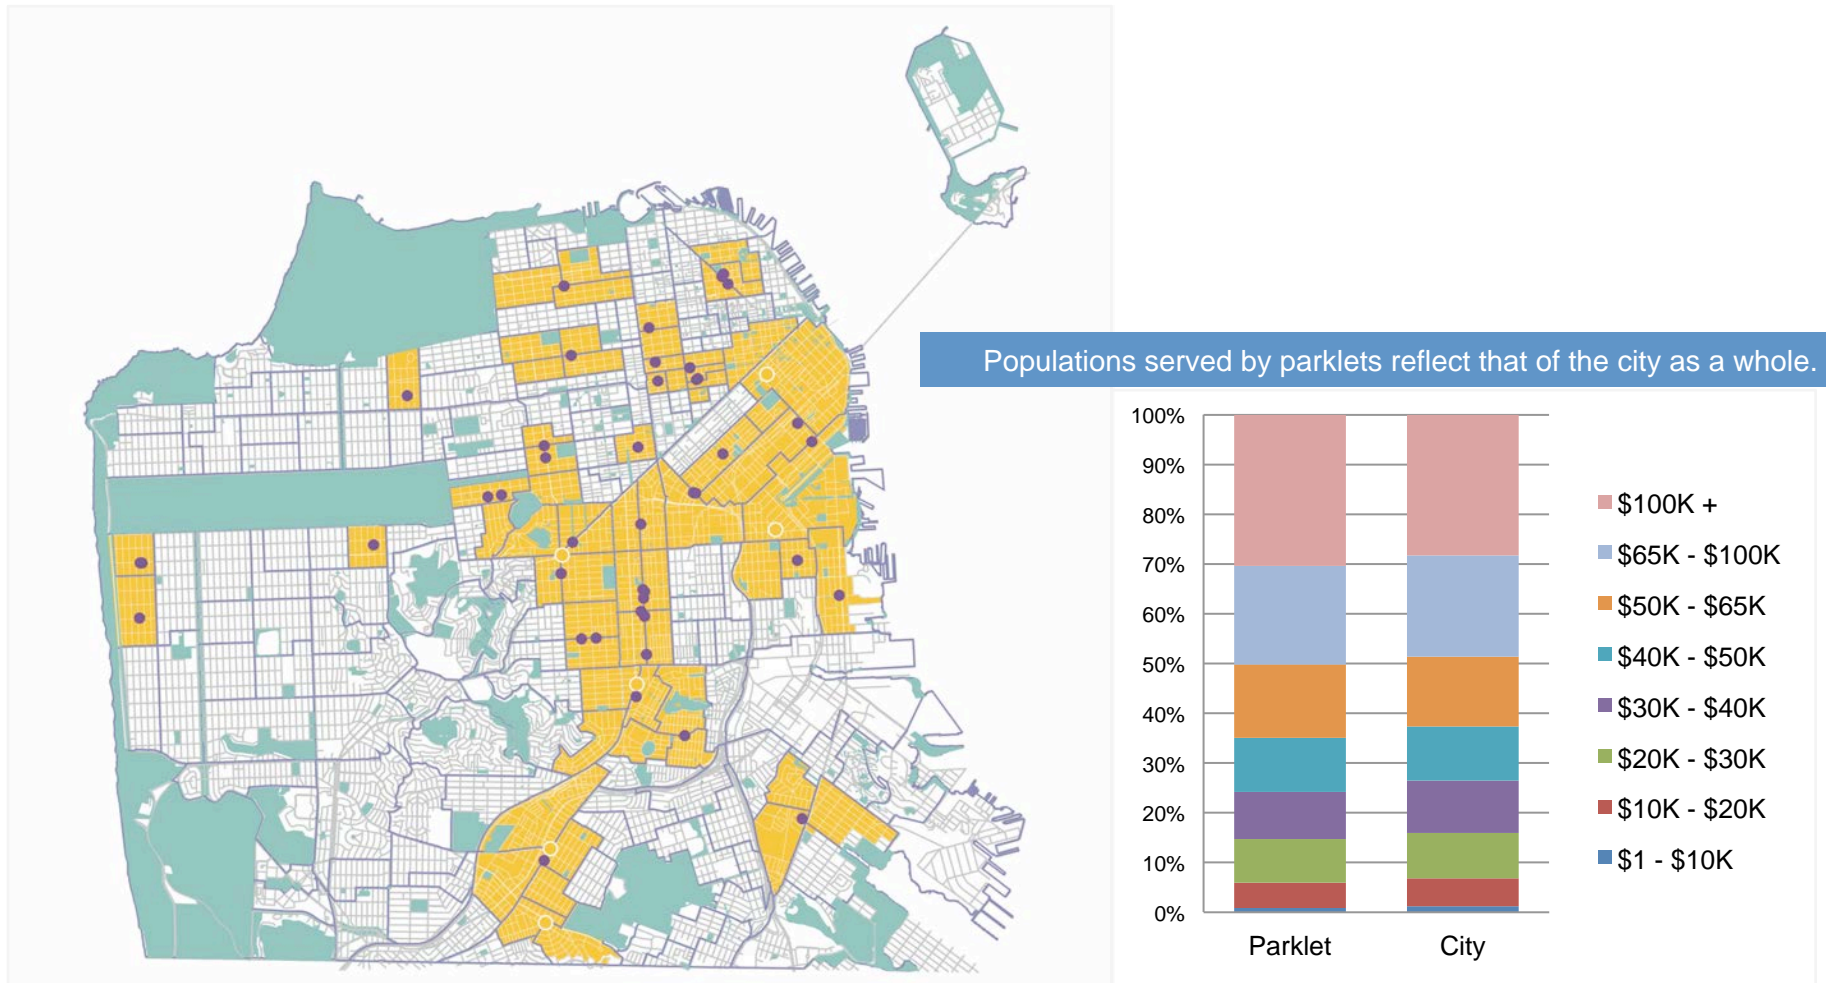 Populations served by parklets reflect that of the city as a whole.
100%
90%
80%
70%
60%
50%
40%
30%
20%
10%
0%
Parklet
City
$100K +
$65K - $100K
$50K - $65K
$40K - $50K
$30K - $40K
$20K - $30K
$10K - $20K
$1 - $10K